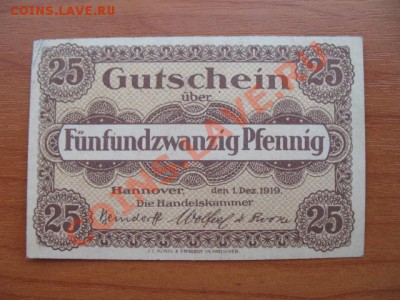 COINS.LAVE.RU
25 25
Gutschein
über
Fünfundzwanzig Pfennig
Hannover, den 1. Dez. 1919.
Die Handelskammer
25 25
COINS.LAVE.RU